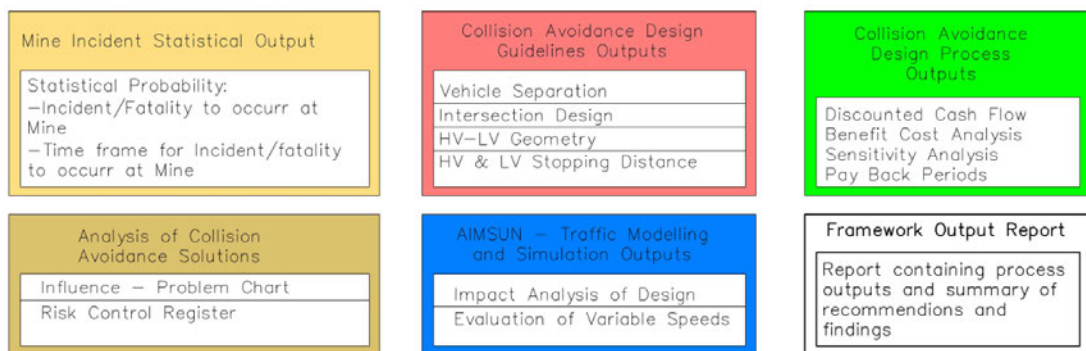 Mine Incident Statistical Output
Statistical Probability:
-Incident/Fatality to occur at
Mine
-Time frame for Incident/fatality
to occur at Mine
Collision Avoidance Design
Guidelines Outputs
Vehicle Separation
Intersection Design
HV-LV Geometry
HV & LV Stopping Distance
Collision Avoidance
Design Process
Outputs
Discounted Cash Flow
Benefit Cost Analysis
Sensitivity Analysis
Pay Back Periods
Analysis of Collision
Avoidance Solutions
Influence - Problem Chart
Risk Control Register
AIMSUN - Traffic Modelling
and Simulation Outputs
Impact Analysis of Design
Evaluation of Variable Speeds
Framework Output Report
Report containing process
outputs and summary of
recommendions and
findings